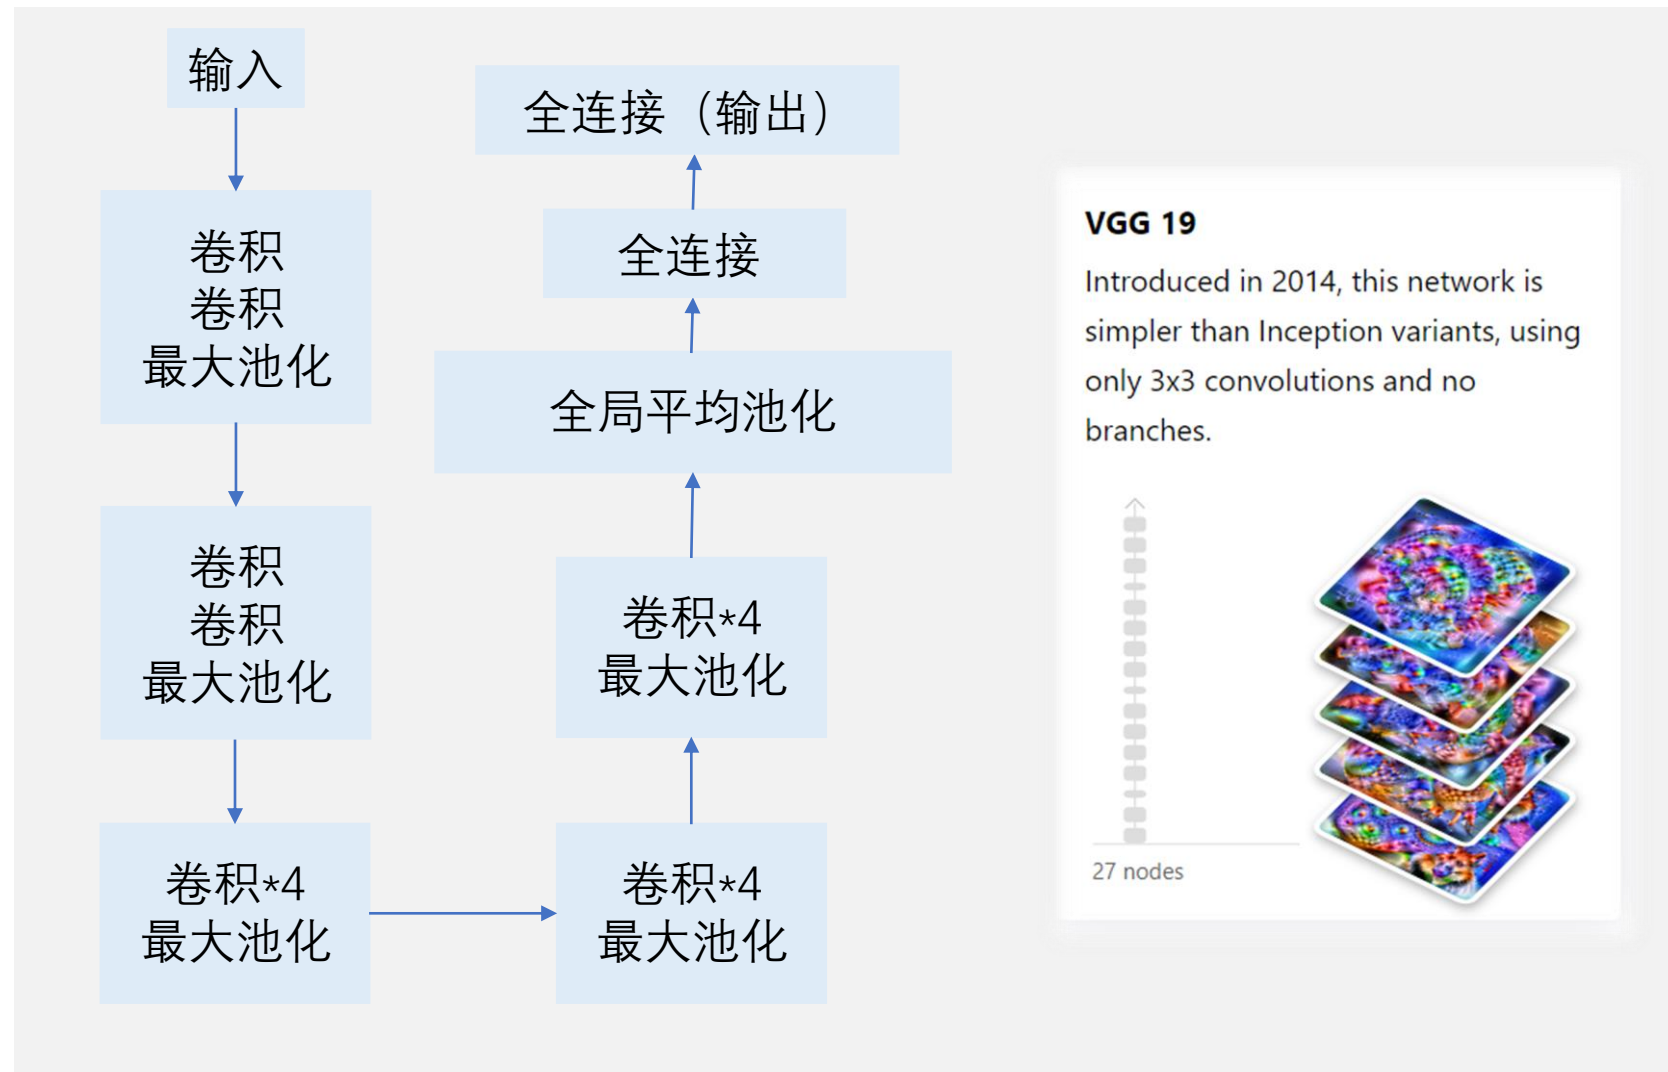 输入
卷积
卷积
最大池化
卷积
卷积
最大池化
卷积*4
最大池化
卷积*4
最大池化
卷积*4
最大池化
全局平均池化
全连接
全连接（输出）
VGG 19
Introduced in 2014, this network is
simpler than Inception variants, using
only 3x3 convolutions and no
branches.
27 nodes